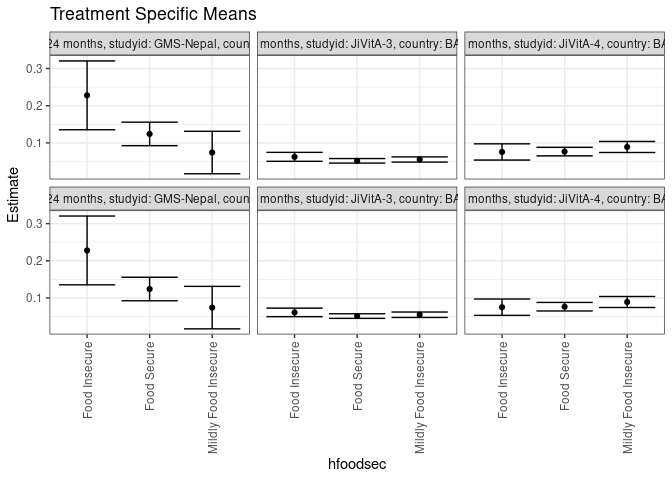 Treatment Specific Means
24 months, studyid: GMS-Nepal, coun
months, studyid: JiVitA-3, country: BA
months, studyid: JiVitA-4, country: BA
0.3
0.2
0.1
24 months, studyid: GMS-Nepal, coun
months, studyid: JiVitA-3, country: BA
months, studyid: JiVitA-4, country: BA
0.3
0.2
0.1
Estimate
Food Insecure
Food Secure
Mildly Food Insecure
Food Insecure
Food Secure
Mildly Food Insecure
Food Insecure
Food Secure
Mildly Food Insecure
hfoodsec